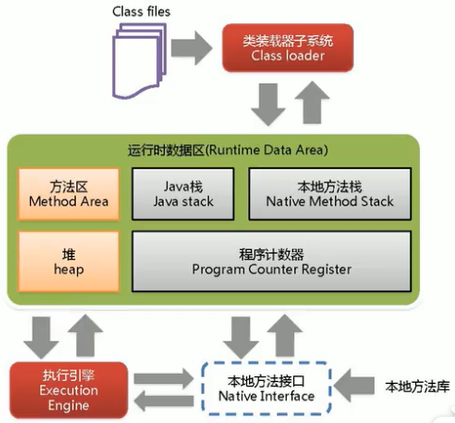 Class files
类装载器子系统
Class loader
运行时数据区(Runtime Data Area)
方法区
Method Area
Java栈
Java stack
本地方法栈
Native Method Stack
堆
heap
程序计数器
Program Counter Register
执行引擎
Execution
Engine
本地方法接口
Native Interface
本地方法库